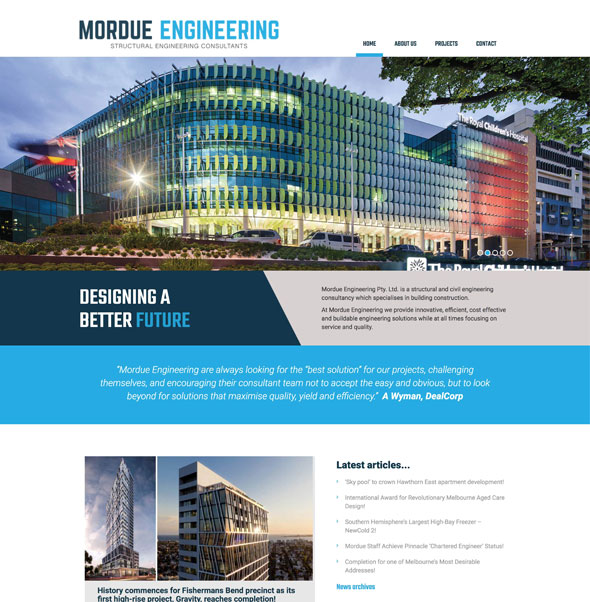 MORDUE ENGINEERING
STRUCTURAL ENGINEERING CONSULTANTS
HOME ABOUT US PROJECTS CONTACT
The Royal Children's Hospital
DESIGNING A
BETTER FUTURE
Mordue Engineering Pty. Ltd. is a structural and civil engineering
consultancy which specialises in building construction.
At Mordue Engineering we provide innovative, efficient, cost effective
and buildable engineering solutions while at all times focusing on
service and quality.
"Mordue Engineering are always looking for the "best solution" for our projects, challenging
themselves, and encouraging their consultant team not to accept the easy and obvious, but to look
beyond for solutions that maximise quality, yield and efficiency." A Wyman, DealCorp
Latest articles...
'Sky pool' to crown Hawthorn East apartment development!
International Award for Revolutionary Melbourne Aged Care
Design!
Southern Hemisphere's Largest High-Bay Freezer –
NewCold 2!
Mordue Staff Achieve Pinnacle 'Chartered Engineer' Status!
Completion for one of Melbourne's Most Desirable
Addresses!
News archives
History commences for Fishermans Bend precinct as its
first high-rise project, Gravity, reaches completion!